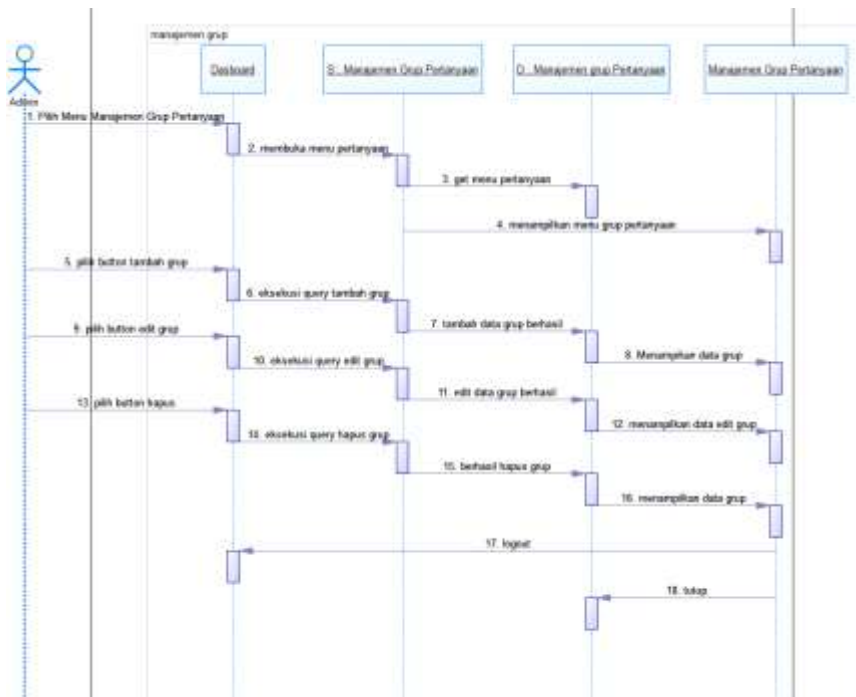 manajemen grup
Dasboard
S_Manajemen Grup Pertanyaan
D_Manajemen grup Pertanyaan
Manajemen Grup Pertanyaan
Admin
1. Pilih Menu Manajemen Grup Pertanyaan
2. membuka menu pertanyaan
3. get menu pertanyaan
4. menampilkan menu grup pertanyaan
5. pilih button tambah grup
6. eksekusi query tambah grup
7. tambah data grup berhasil
8. Menampilkan data grup
9. pilih button edit grup
10. eksekusi query edit grup
11. edit data grup berhasil
12. menampilkan data edit grup
13. pilih button hapus
14. eksekusi query hapus grup
15. berhasil hapus grup
16. menampilkan data grup
17. logout
18. tutup